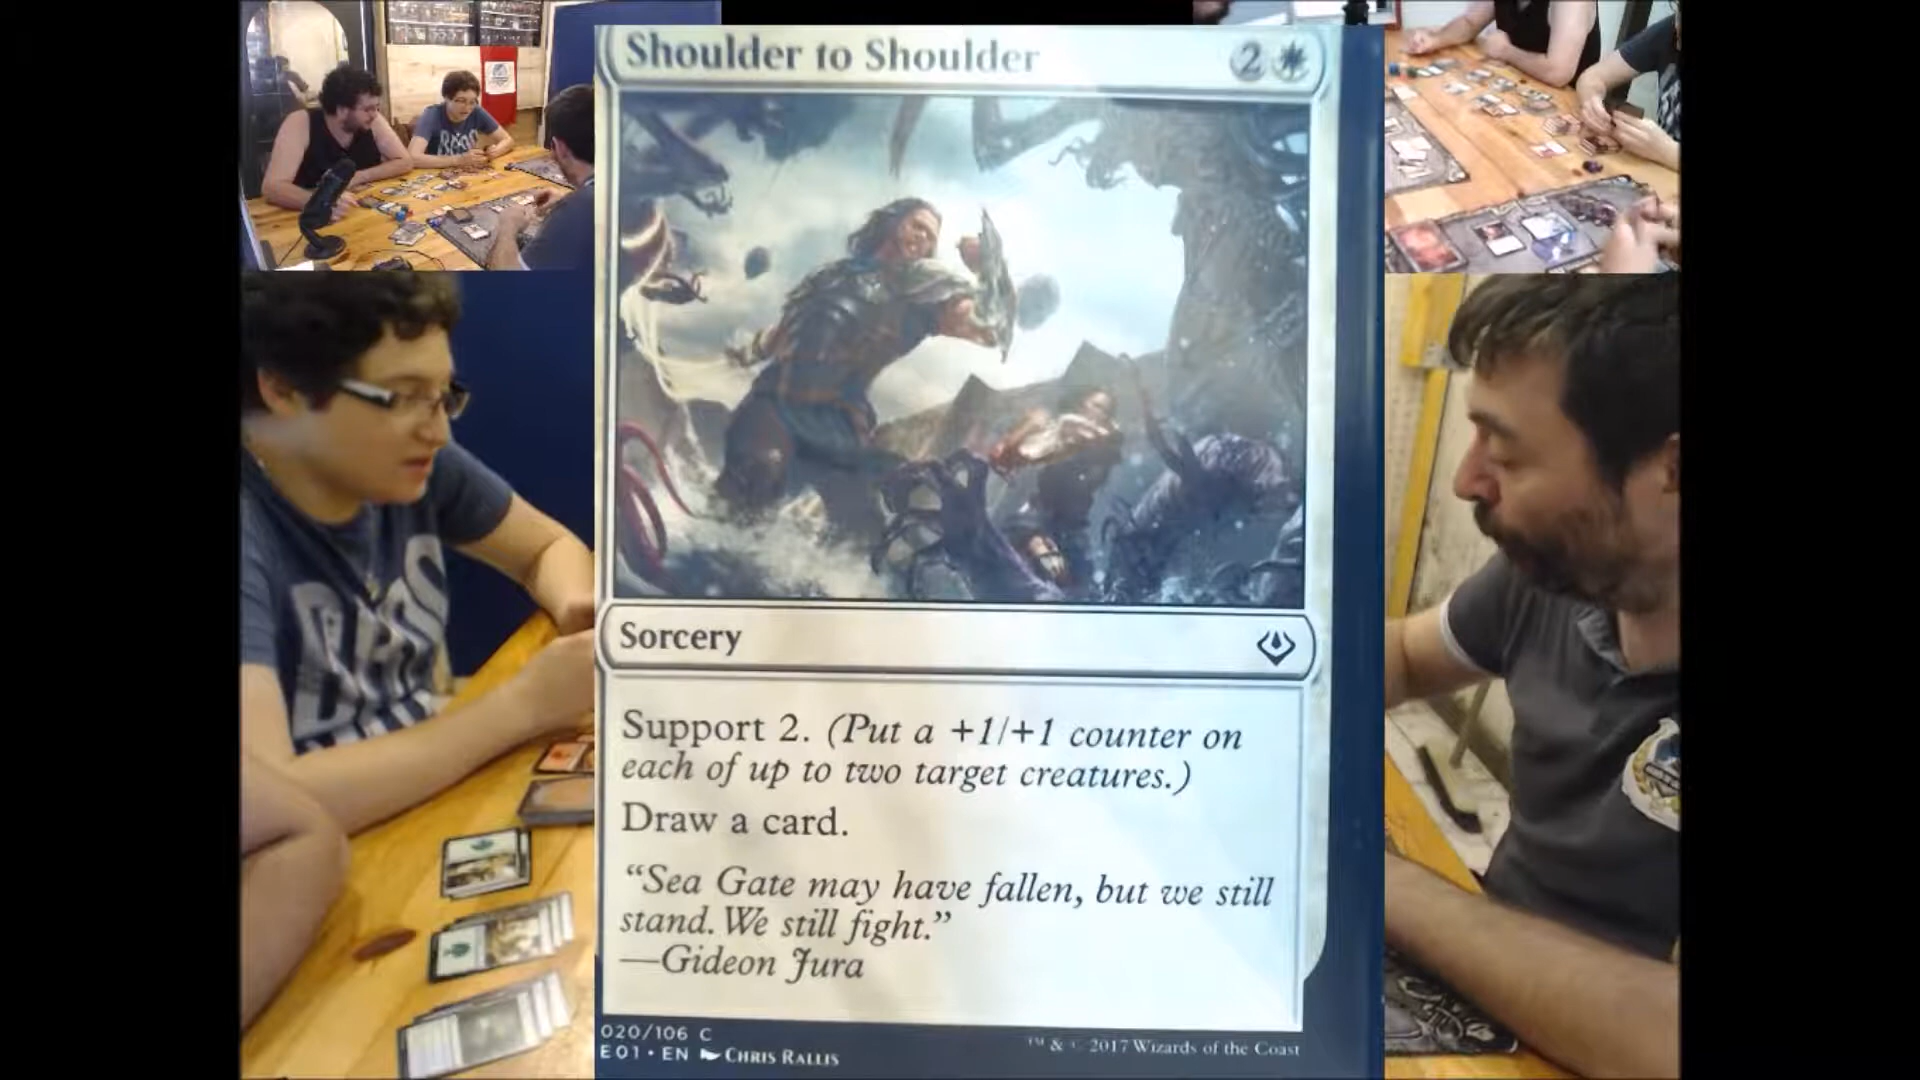 Shoulder to Shoulder 2
Sorcery
Support 2. (Put a +1/+1 counter on
each of up to two target creatures.)
Draw a card.
“Sea Gate may have fallen, but we still
stand. We still fight.”
—Gideon Jura
020/106 C
E01 • EN CHRIS RALLIS
™ & © 2017 Wizards of the Coast